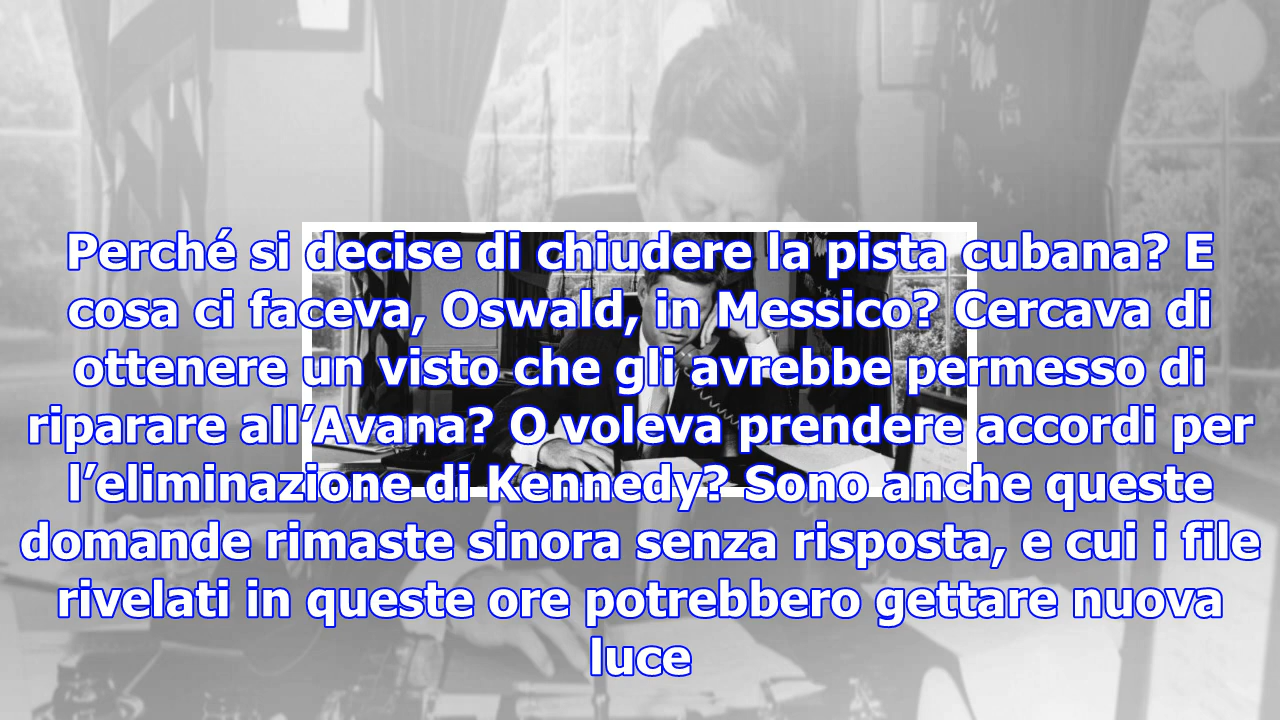 Perché si decise di chiudere la pista cubana? E
cosa ci faceva, Oswald, in Messico? Cercava di
ottenere un visto che gli avrebbe permesso di
riparare all’Avana? O voleva prendere accordi per
l’eliminazione di Kennedy? Sono anche queste
domande rimaste sinora senza risposta, e cui i file
rivelati in queste ore potrebbero gettare nuova
luce